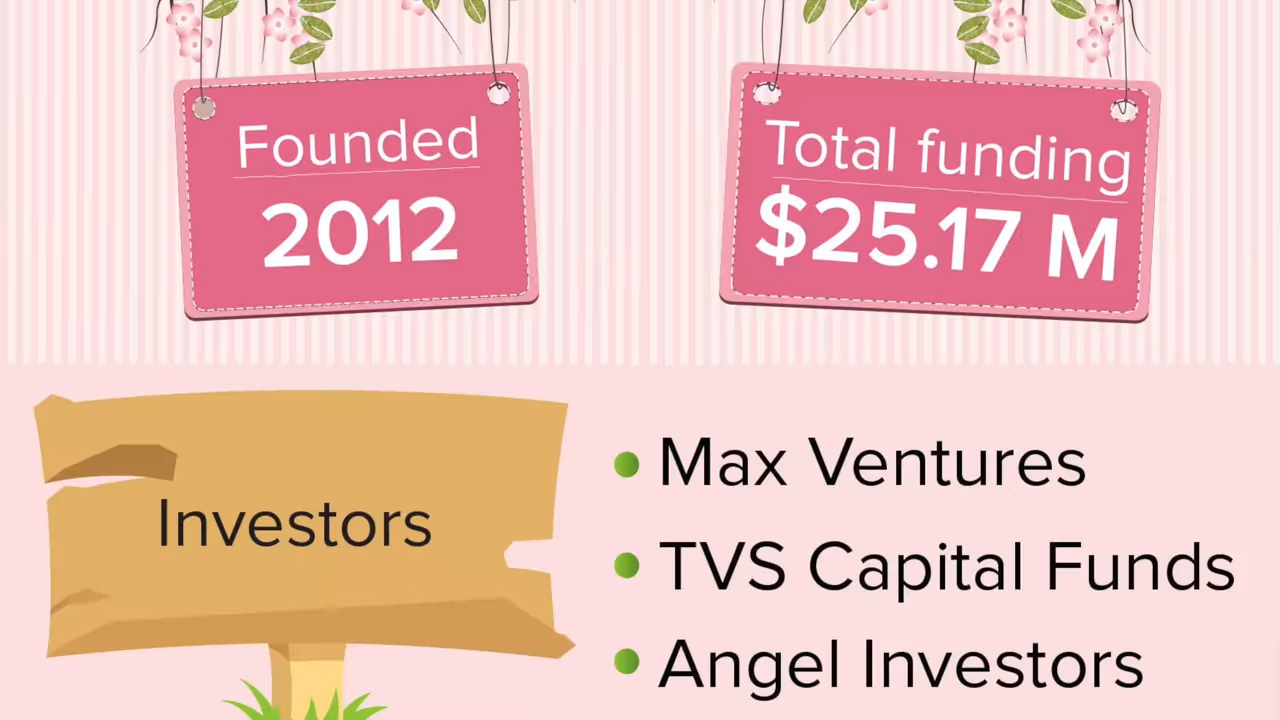 Founded
2012
Total funding
$25.17 M
Investors
Max Ventures
TVS Capital Funds
Angel Investors